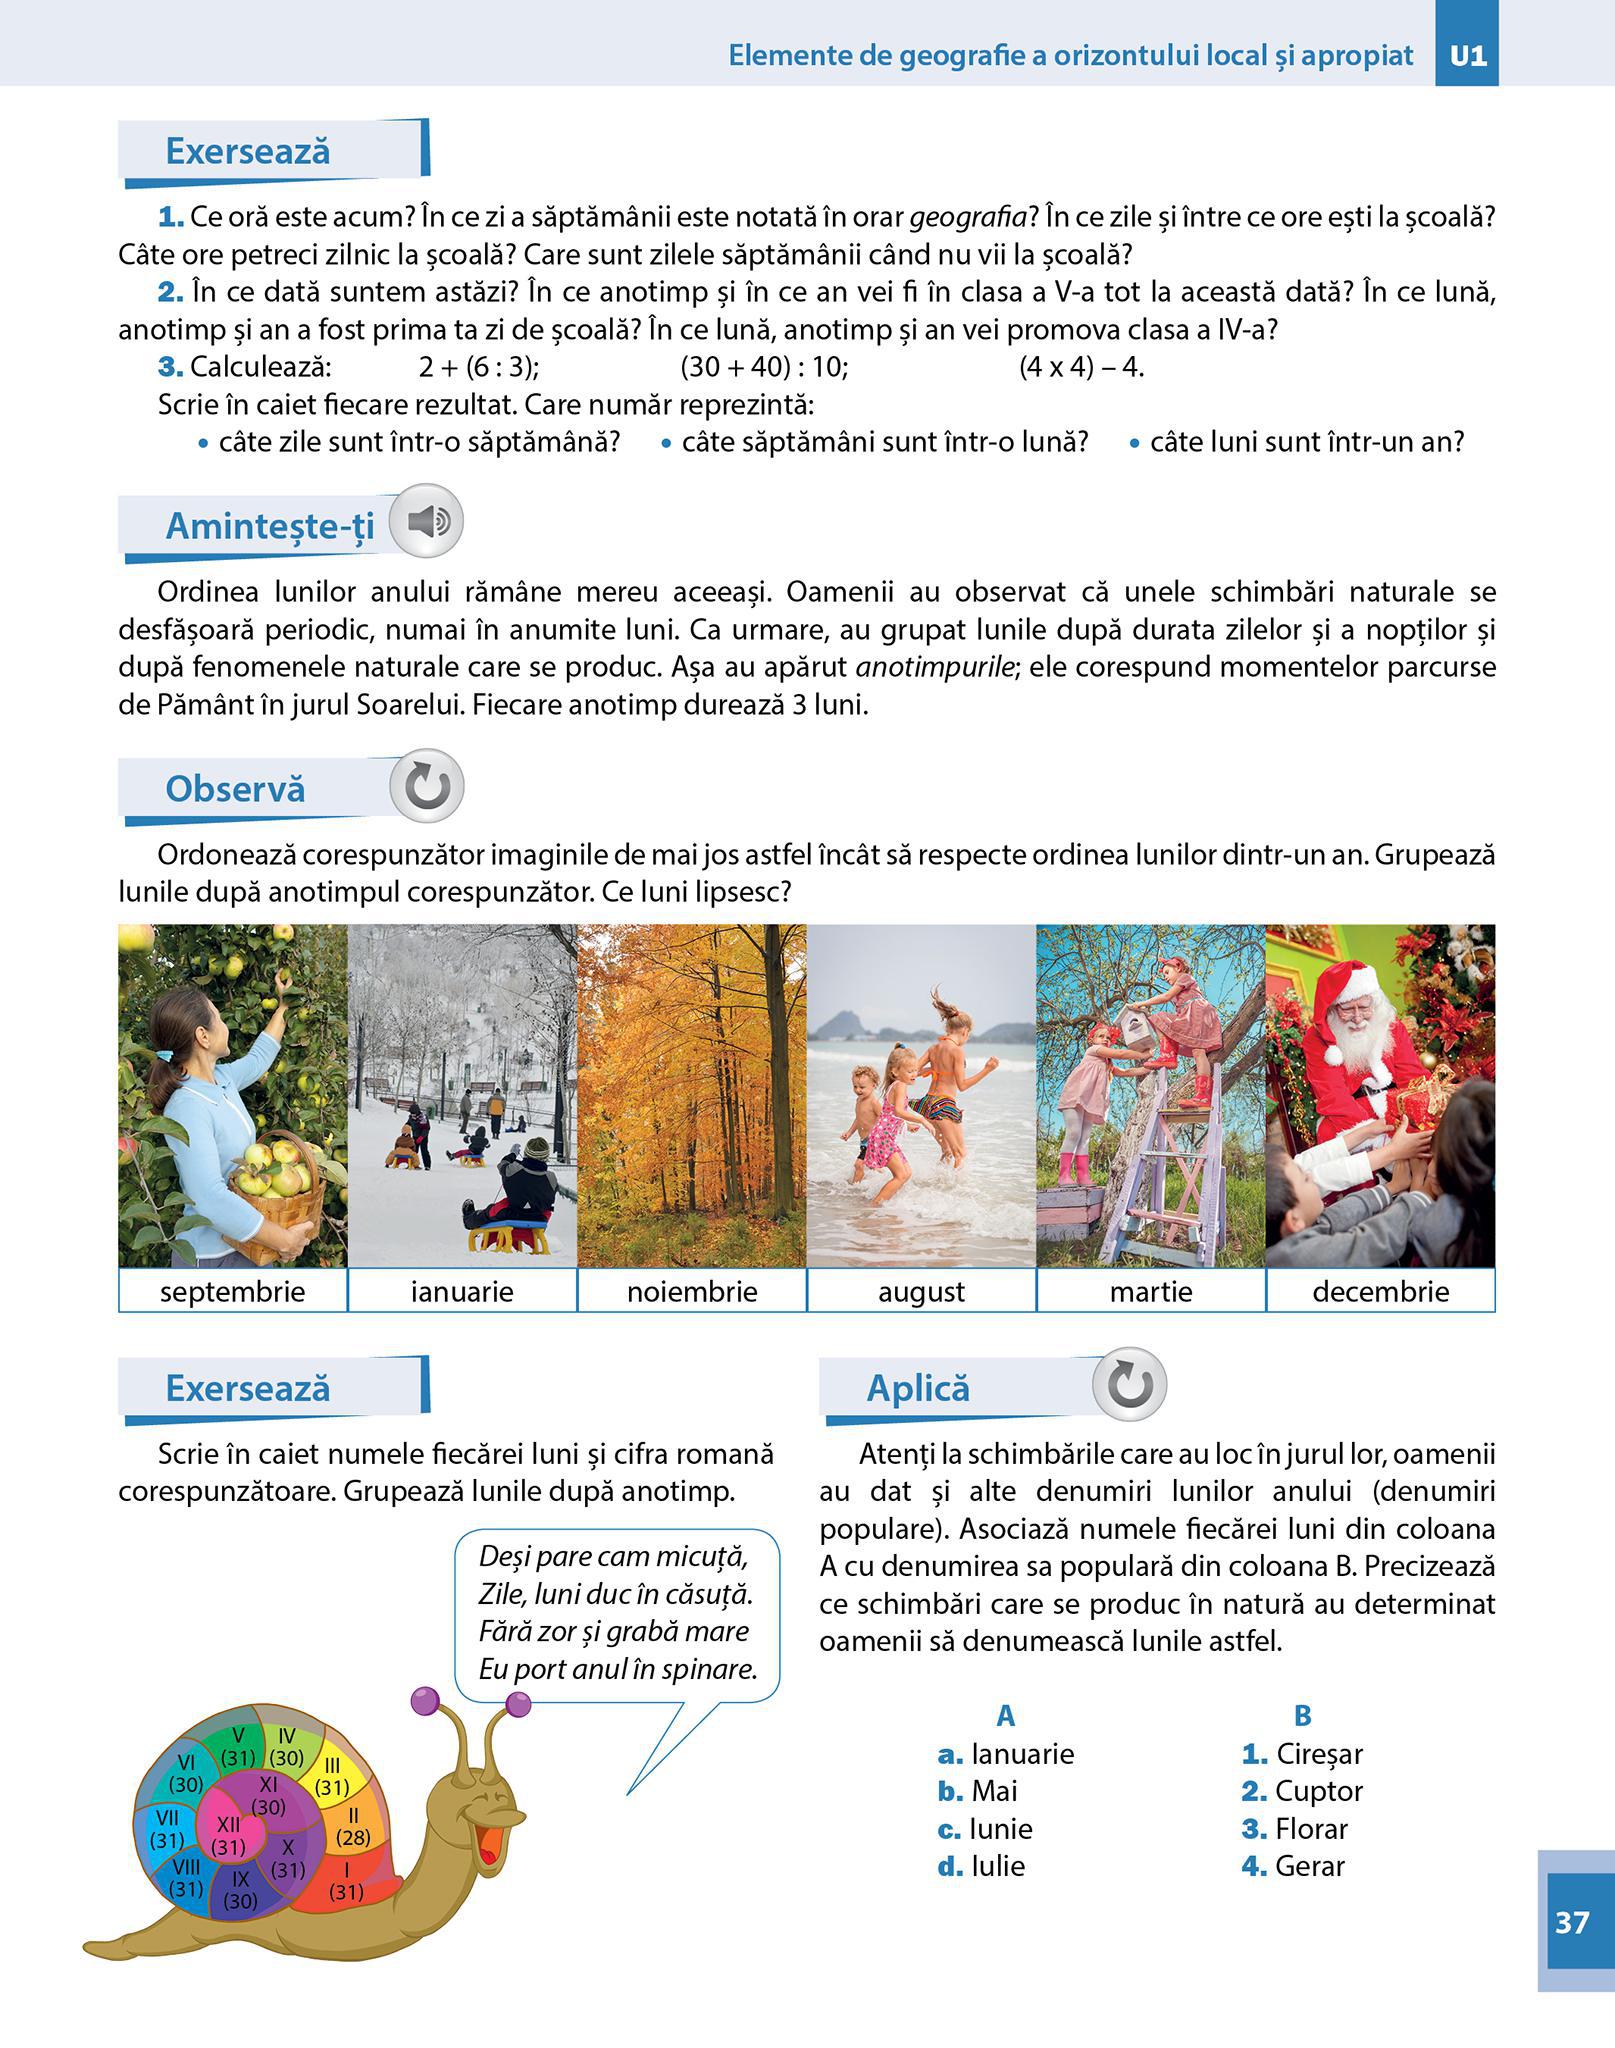 Elemente de geografie a orizontului local și apropiat U1
Exersează
1. Ce oră este acum? În ce zi a săptămânii este notată în orar geografia? În ce zile și între ce ore ești la școală?
Câte ore petreci zilnic la școală? Care sunt zilele săptămânii când nu vii la școală?
2. În ce dată suntem astăzi? În ce anotimp și în ce an vei fi în clasa a V-a tot la această dată? În ce lună,
anotimp și an a fost prima ta zi de școală? În ce lună, anotimp și an vei promova clasa a IV-a?
3. Calculează: 2 + (6 : 3); (30 + 40) : 10; (4 x 4) – 4.
Scrie în caiet fiecare rezultat. Care număr reprezintă:
• câte zile sunt într-o săptămână? • câte săptămâni sunt într-o lună? • câte luni sunt într-un an?
Amintește-ți
Ordinea lunilor anului rămâne mereu aceeași. Oamenii au observat că unele schimbări naturale se
desfășoară periodic, numai în anumite luni. Ca urmare, au grupat lunile după durata zilelor și a nopților și
după fenomenele naturale care se produc. Așa au apărut anotimpurile; ele corespund momentelor parcurse
de Pământ în jurul Soarelui. Fiecare anotimp durează 3 luni.
Observă
Ordonează corespunzător imaginile de mai jos astfel încât să respecte ordinea lunilor dintr-un an. Grupează
lunile după anotimpul corespunzător. Ce luni lipsesc?
septembrie ianuarie noiembrie august martie decembrie
Exersează
Scrie în caiet numele fiecărei luni și cifra romană
corespunzătoare. Grupează lunile după anotimp.
Deși pare cam micuță,
Zile, luni duc în căsuță.
Fără zor și grabă mare
Eu port anul în spinare.
I
(31)
II
(28)
III
(31)
IV
(30)
V
(31)
VI
(30)
VII
(31)
VIII
(31)
IX
(30)
X
(31)
XI
(30)
XII
(31)
Aplică
Atenți la schimbările care au loc în jurul lor, oamenii
au dat și alte denumiri lunilor anului (denumiri
populare). Asociază numele fiecărei luni din coloana
A cu denumirea sa populară din coloana B. Precizează
ce schimbări care se produc în natură au determinat
oamenii să denumească lunile astfel.
A B
a. Ianuarie 1. Cireșar
b. Mai 2. Cuptor
c. Iunie 3. Florar
d. Iulie 4. Gerar
37